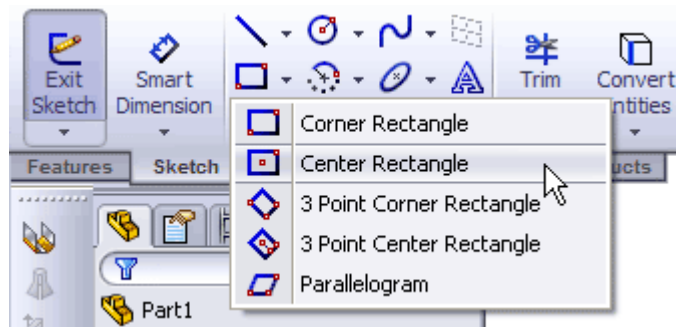 Exit
Sketch
Smart
Dimension
Trim
Convert
ntities
Corner Rectangle
Center Rectangle
3 Point Corner Rectangle
3 Point Center Rectangle
Parallelogram
Features
Sketch
ucts
Part1